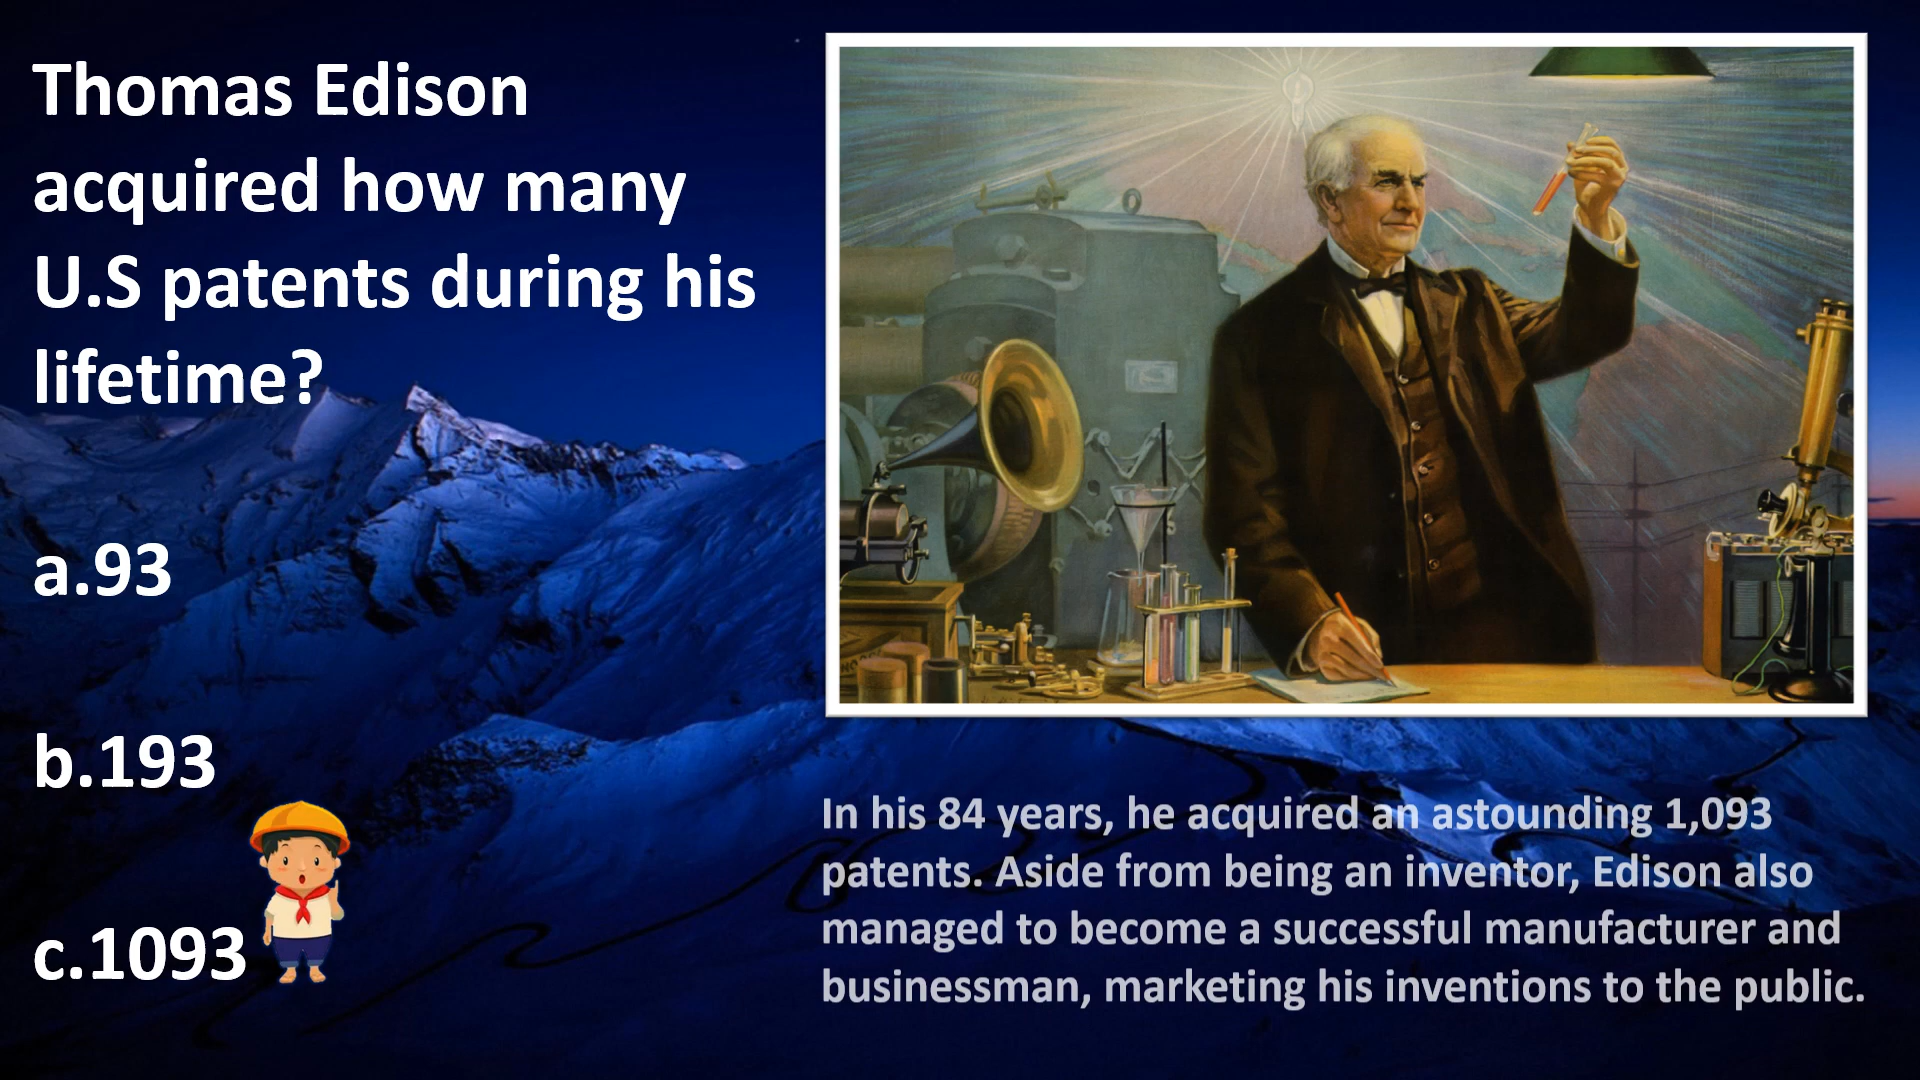 Thomas Edison
acquired how many
U.S patents during his
lifetime?
a.93
b.193
c.1093
In his 84 years, he acquired an astounding 1,093
patents. Aside from being an inventor, Edison also
managed to become a successful manufacturer and
businessman, marketing his inventions to the public.